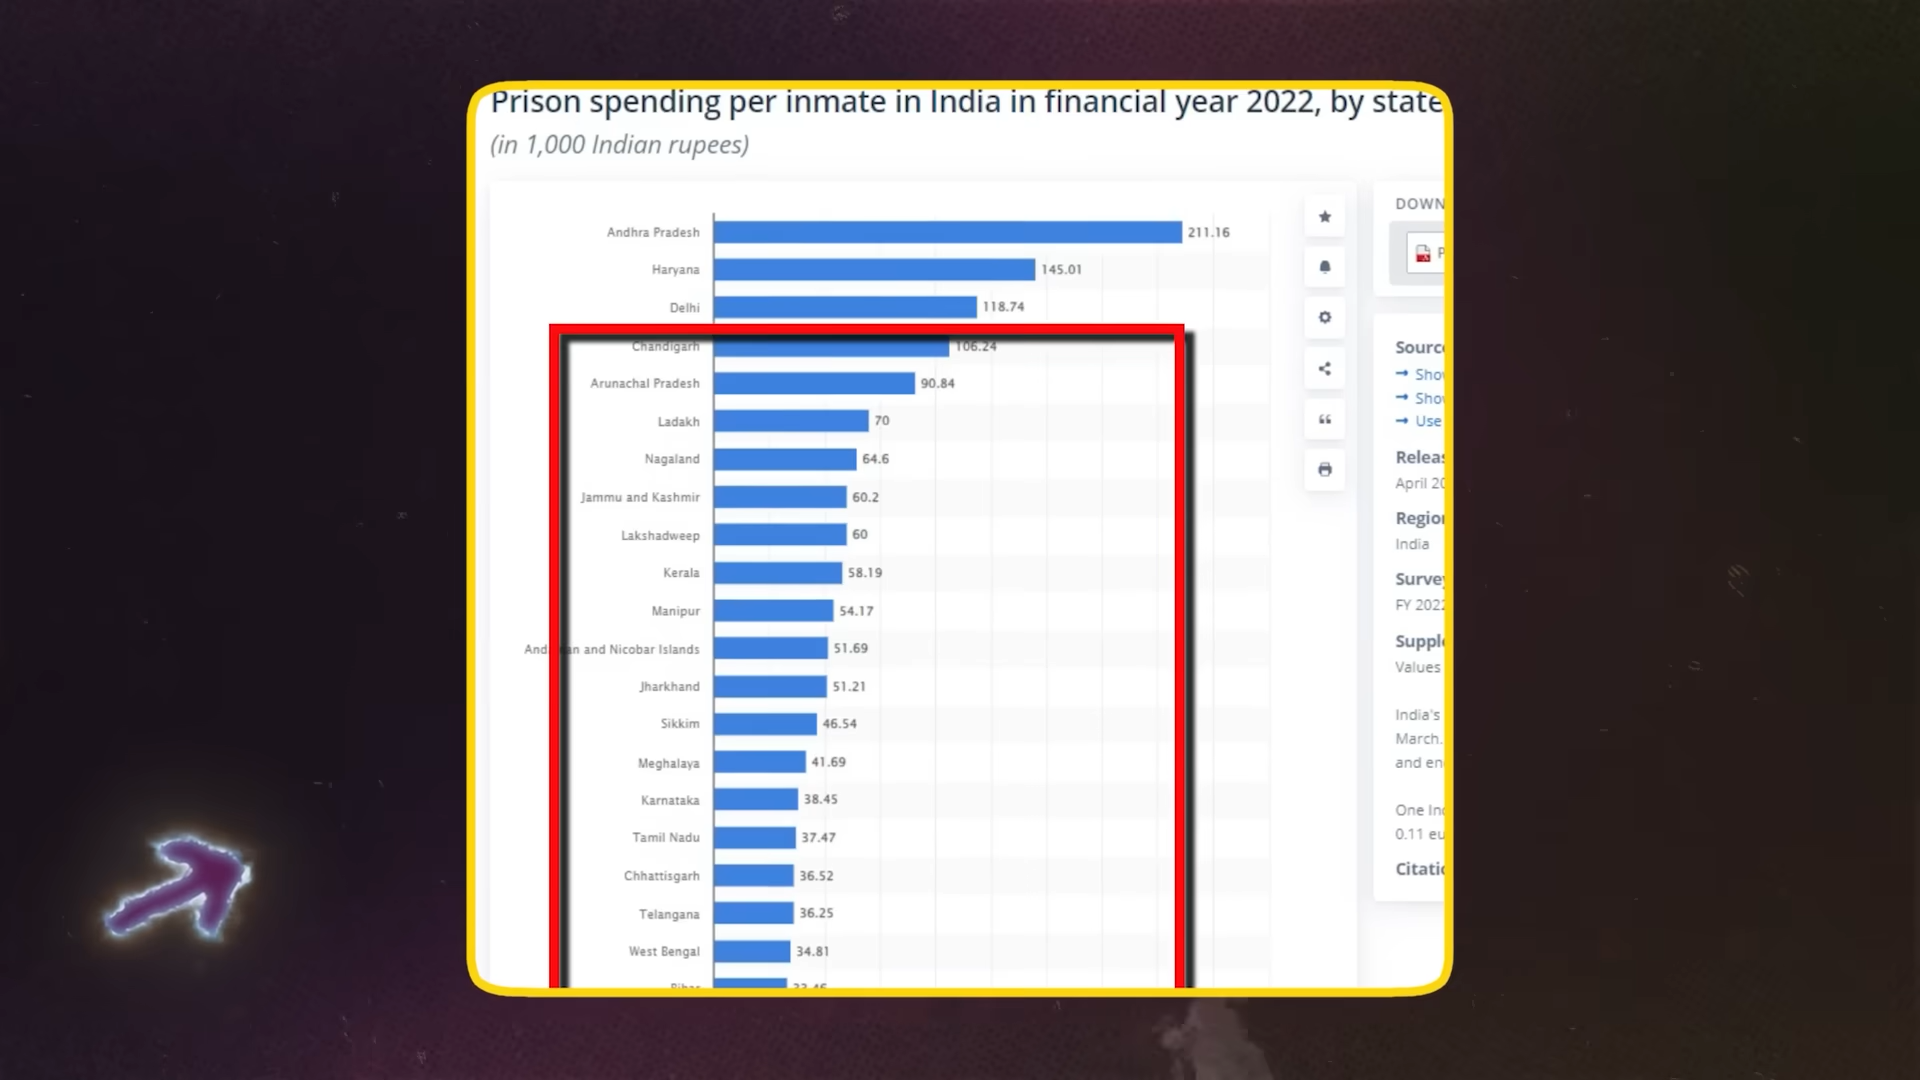 Prison spending per inmate in India in financial year 2022, by state
(in 1,000 Indian rupees)
Andhra Pradesh 211.16
Haryana 145.01
Delhi 118.74
Chandigarh 106.24
Arunachal Pradesh 90.84
Ladakh 70
Nagaland 64.6
Jammu and Kashmir 60.2
Lakshadweep 60
Kerala 58.19
Manipur 54.17
and Nicobar Islands 51.69
Jharkhand 51.21
Sikkim 46.54
Meghalaya 41.69
Karnataka 38.45
Tamil Nadu 37.47
Chhattisgarh 36.52
Telangana 36.25
West Bengal 34.81
DOWN
Sourc
Sho
Sho
Use
Relea
April 20
Regio
India
Surve
FY 2022
Suppl
Values
India's
March.
and en
One In
0.11 eu
Citati